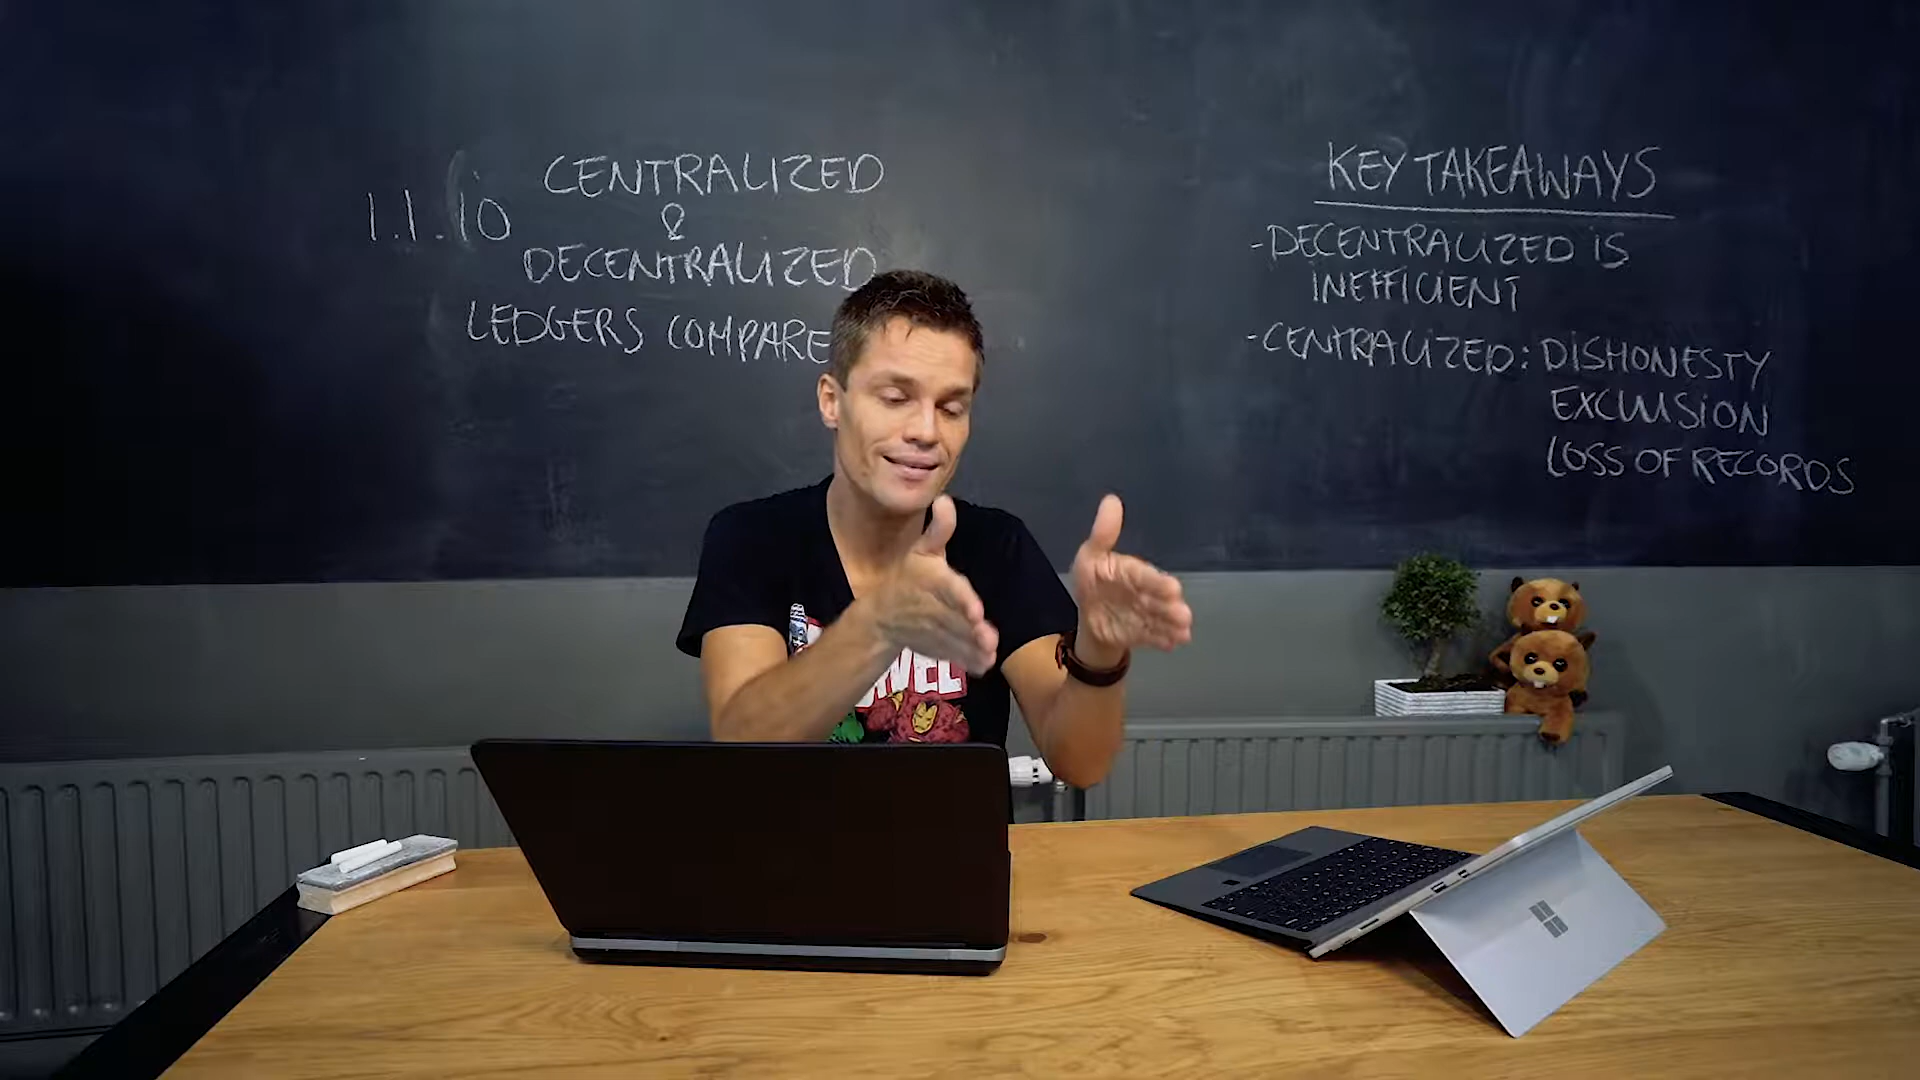 1.1.10
CENTRALIZED
&
DECENTRALIZED
LEDGERS COMPARE
KEY TAKEAWAYS
-DECENTRALIZED IS
INEFFICIENT
-CENTRALIZED: DISHONESTY
EXCLUSION
LOSS OF RECORDS